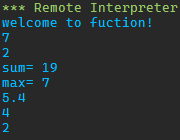 *** Remote Interpreter
welcome to fuction!
7
2
sum= 19
max= 7
5.4
4
2